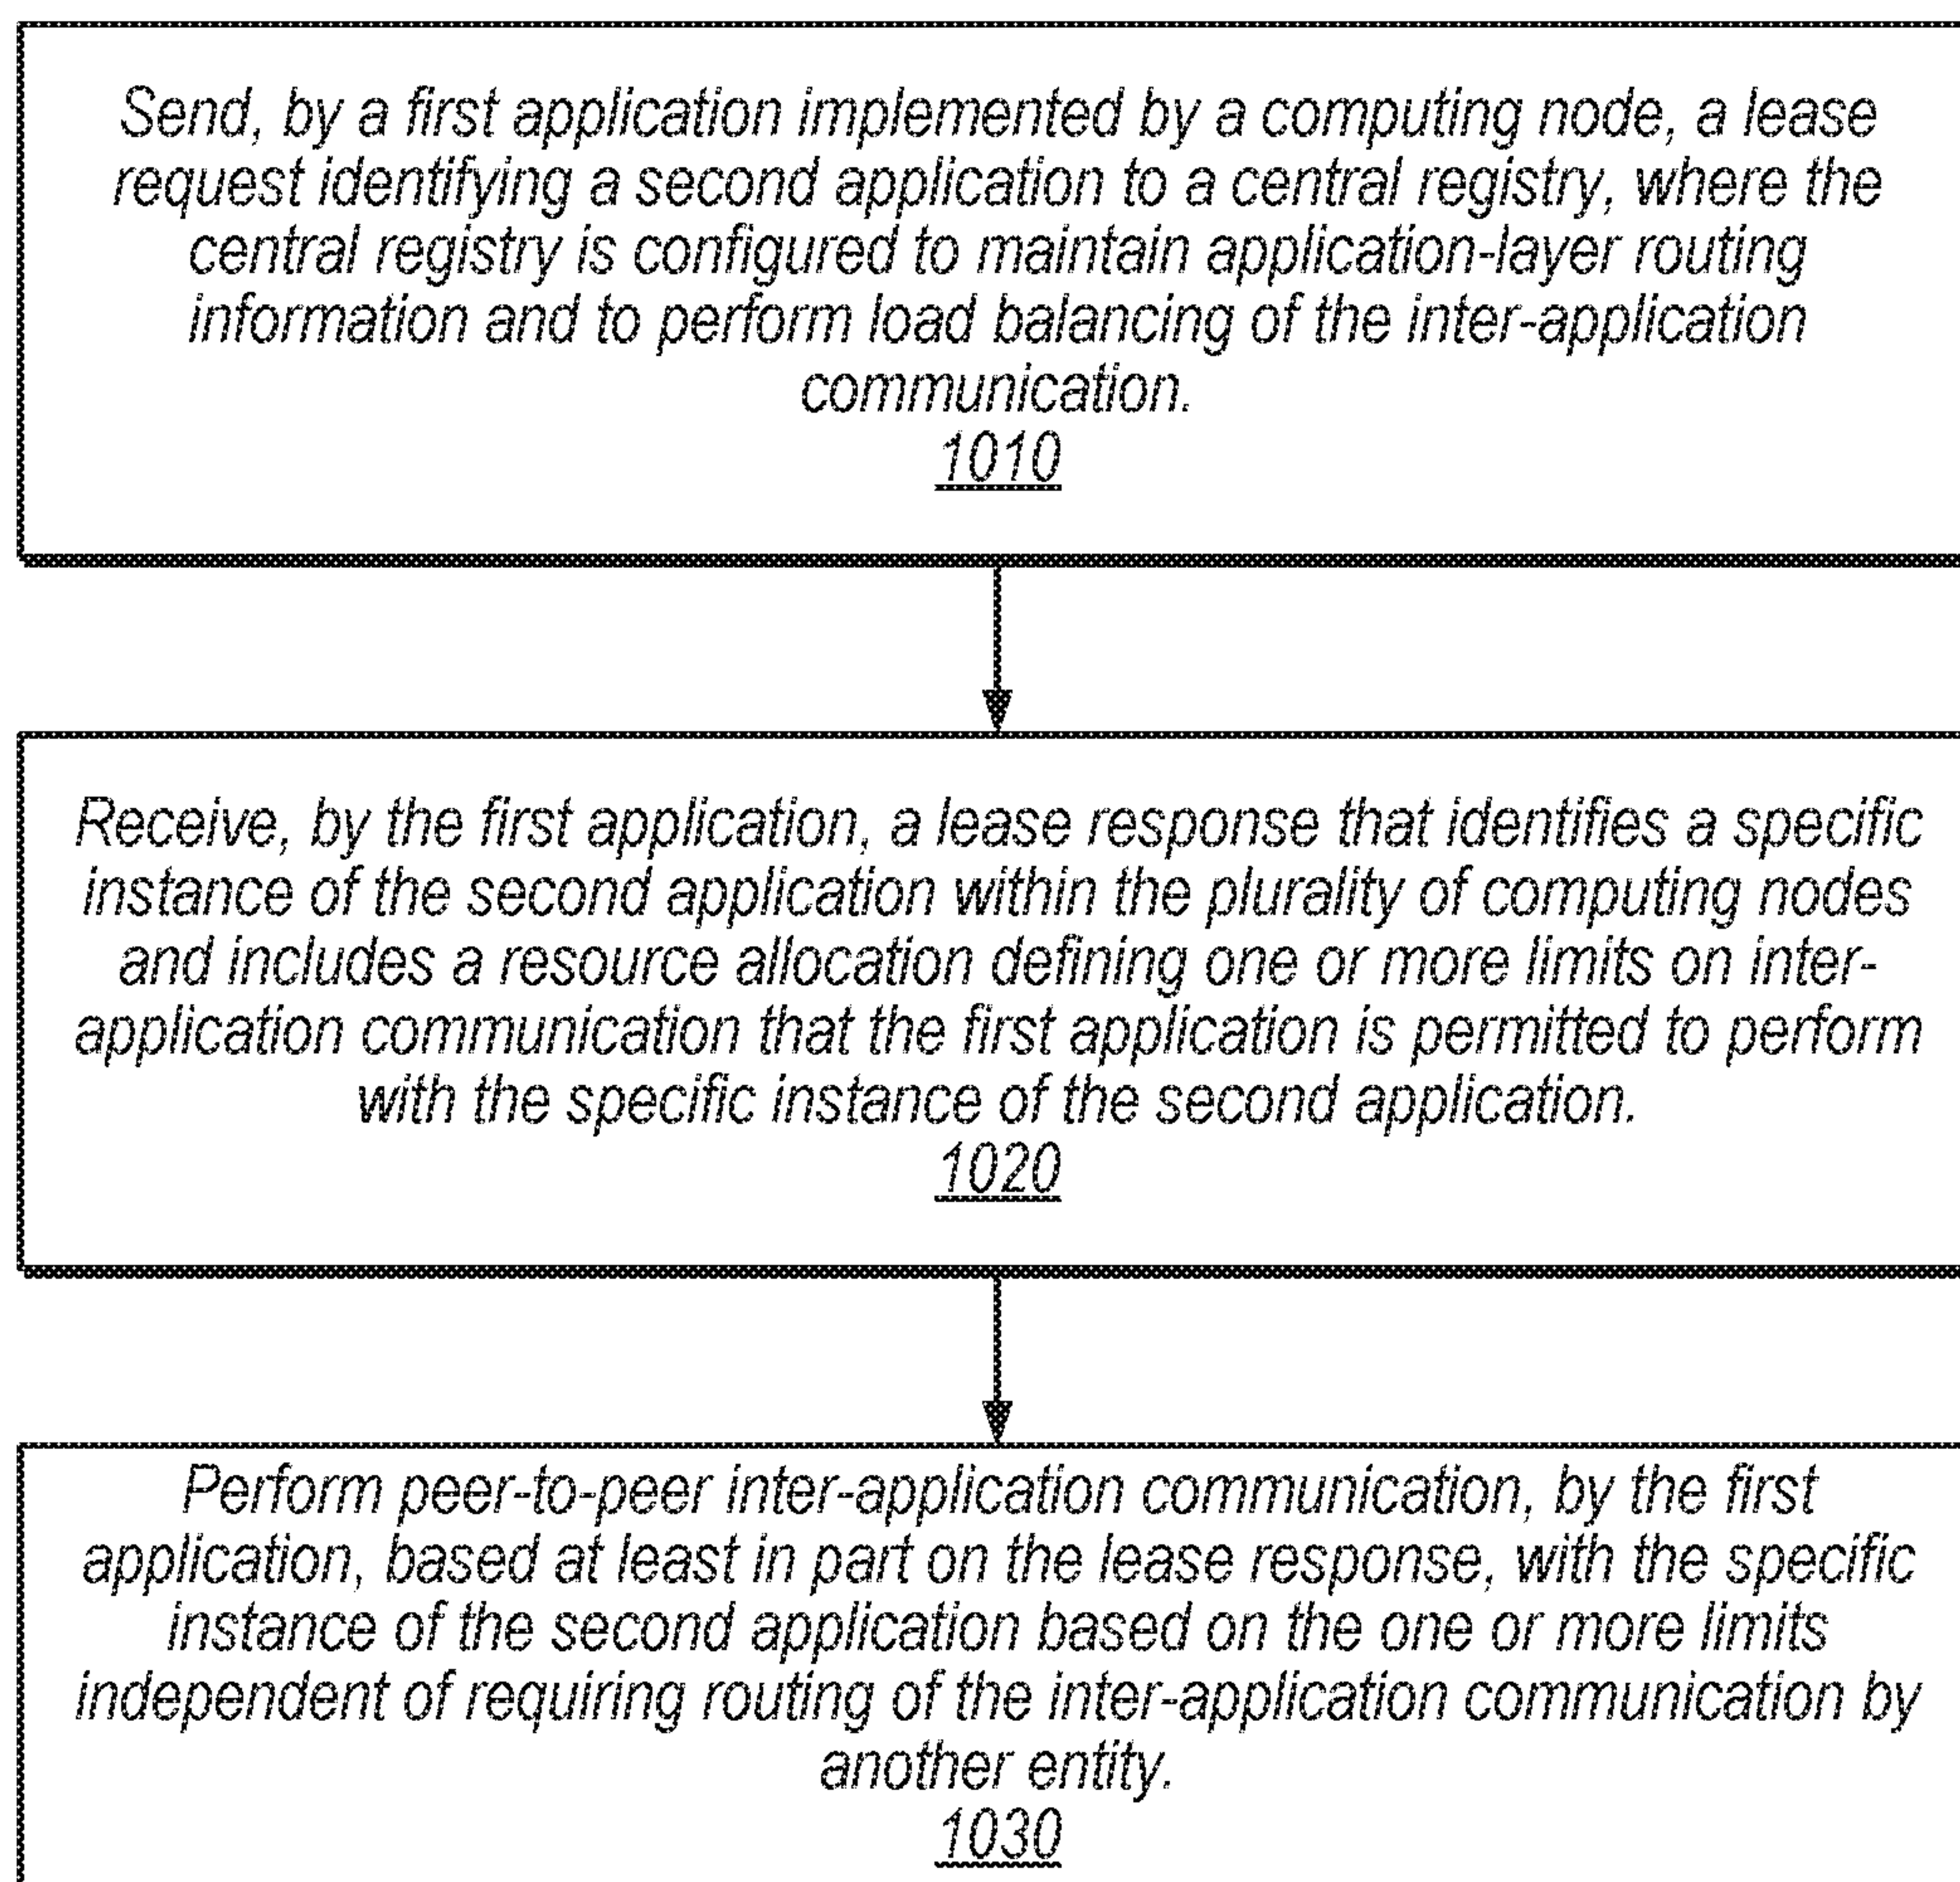 Send, by a first application implemented by a computing node, a lease
request identifying a second application to a central registry, where the
central registry is configured to maintain application-layer routing
information and to perform load balancing of the inter-application
communication.
1010
Receive, by the first application, a lease response that identifies a specific
instance of the second application within the plurality of computing nodes
and includes a resource allocation defining one or more limits on inter-
application communication that the first application is permitted to perform
with the specific instance of the second application.
1020
Perform peer-to-peer inter-application communication, by the first
application, based at least in part on the lease response, with the specific
instance of the second application based on the one or more limits
independent of requiring routing of the inter-application communication by
another entity.
1030